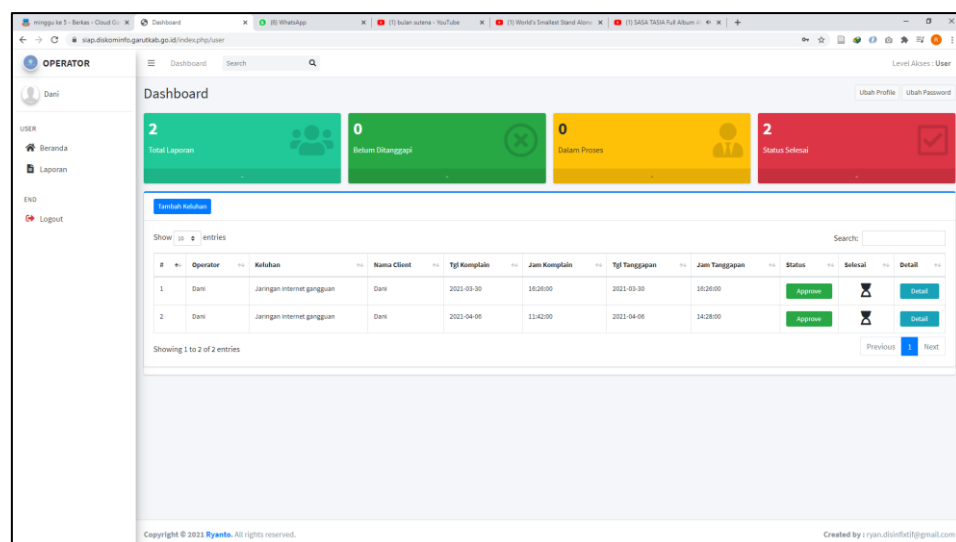 minggu ke 5 - Berkas - Cloud Ga
Dashboard
(8) WhatsApp
(1) bulan sutena - YouTube
(1) World's Smallest Stand Alone
(1) SASA TASIA Full Album
siap.diskominfo.garutkab.go.id/index.php/user
OPERATOR
Dashboard Search
Level Akses : User
Dani
Dashboard
Ubah Profile Ubah Password
USER
Beranda
Laporan
END
Logout
2
Total Laporan
0
Belum Ditanggapi
0
Dalam Proses
2
Status Selesai
Tambah Keluhan
Show 10 entries
Search:
# Operator Keluhan Nama Client Tgl Komplain Jam Komplain Tgl Tanggapan Jam Tanggapan Status Selesai Detail
1 Dani Jaringan internet gangguan Dani 2021-03-30 16:26:00 2021-03-30 16:26:00 Approve Detail
2 Dani Jaringan internet gangguan Dani 2021-04-06 11:42:00 2021-04-06 14:28:00 Approve Detail
Showing 1 to 2 of 2 entries
Previous 1 Next
Copyright © 2021 Ryanto. All rights reserved.
Created by : ryan.disinfixtif@gmail.com